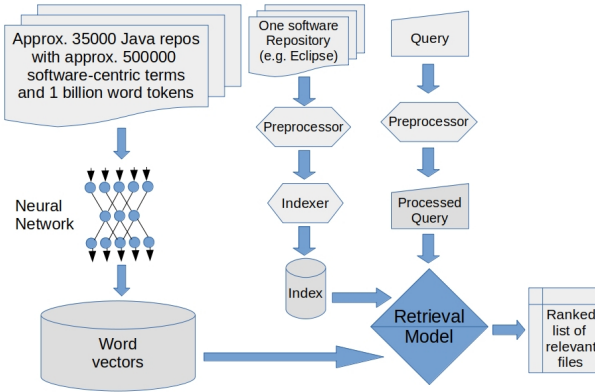 Approx. 35000 Java repos
with approx. 500000
software-centric terms
and 1 billion word tokens
One software
Repository
(e.g. Eclipse)
Query
Preprocessor
Preprocessor
Neural
Network
Indexer
Processed
Query
Index
Retrieval
Model
Ranked
list of
relevant
files
Word
vectors